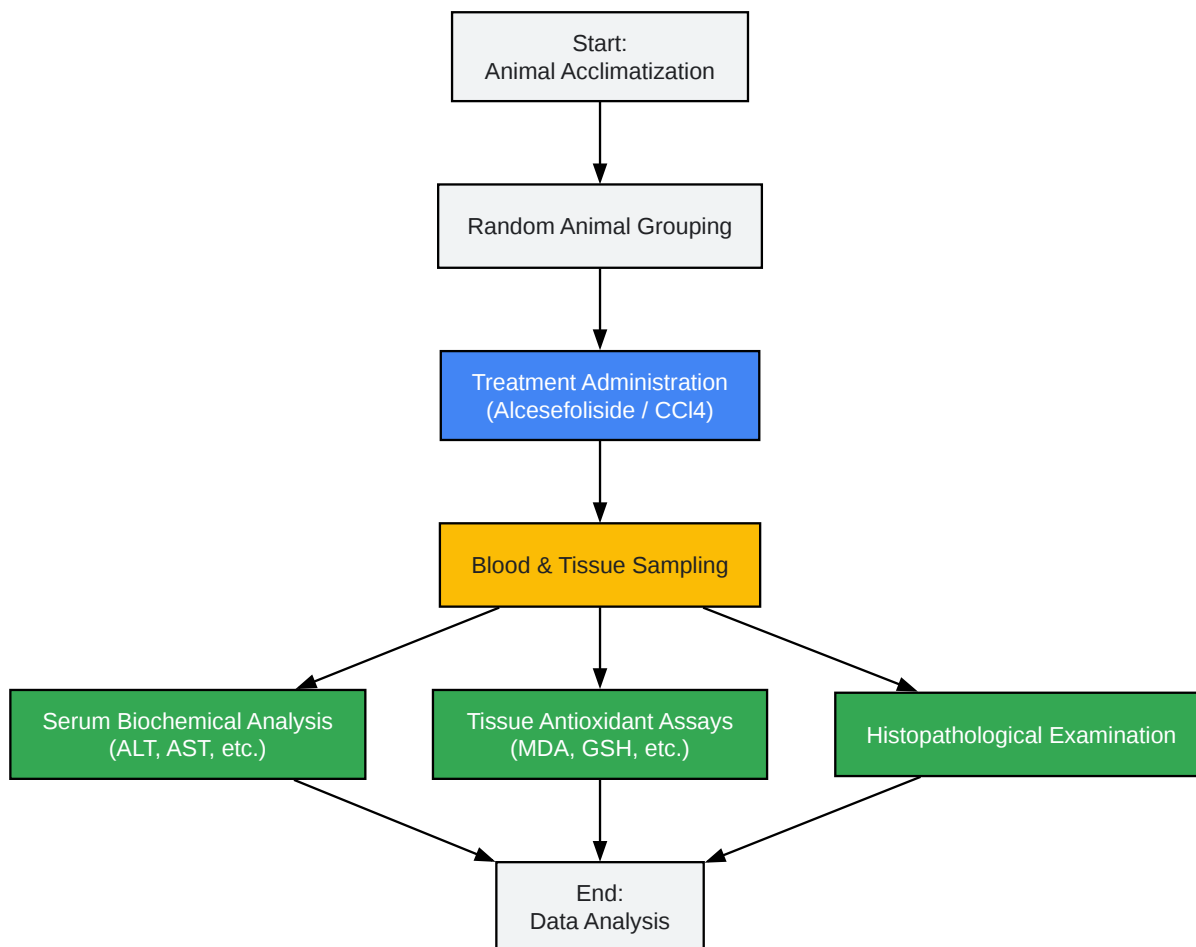 Start:
Animal Acclimatization
Random Animal Grouping
Treatment Administration
(Alcesefoliside / CCl4)
Blood & Tissue Sampling
Serum Biochemical Analysis
(ALT, AST, etc.)
Tissue Antioxidant Assays
(MDA, GSH, etc.)
Histopathological Examination
End:
Data Analysis